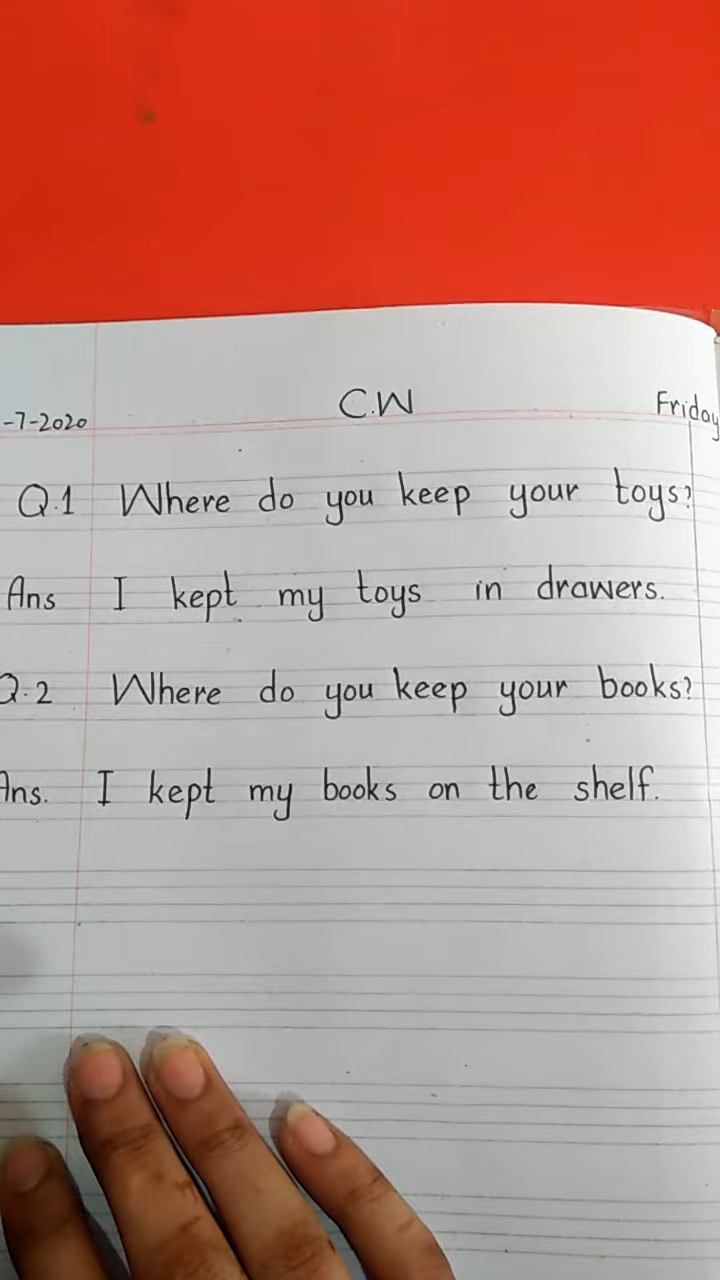 -7-2020 C.W Friday
Q.1 Where do you keep your toys?
Ans I kept my toys in drawers.
Q.2 Where do you keep your books?
Ans. I kept my books on the shelf.